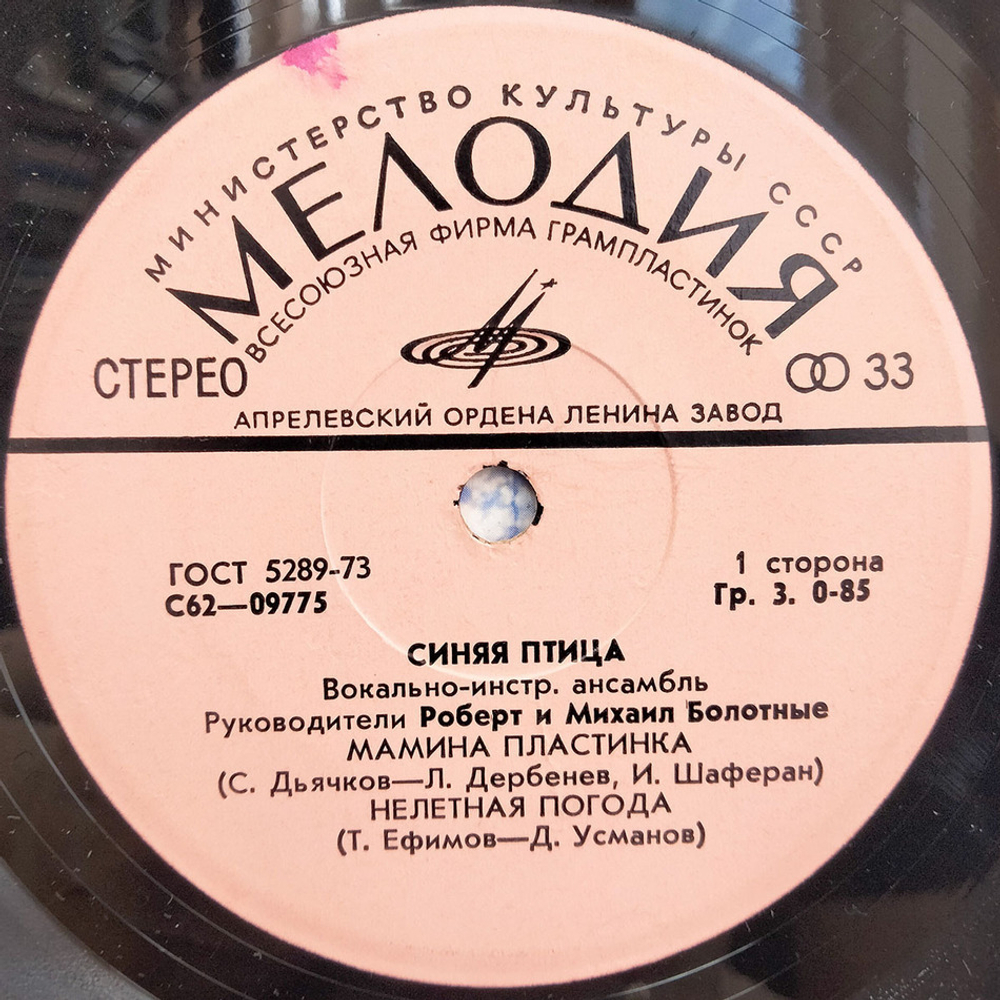 МИНИСТЕРСТВО КУЛЬТУРЫ СССР
МЕЛОДИЯ
ВСЕСОЮЗНАЯ ФИРМА ГРАМПЛАСТИНОК
СТЕРЕО
33
АПРЕЛЕВСКИЙ ОРДЕНА ЛЕНИНА ЗАВОД
ГОСТ 5289-73
1 сторона
С62—09775
Гр. 3. 0-85
СИНЯЯ ПТИЦА
Вокально-инстр. ансамбль
Руководители Роберт и Михаил Болотные
МАМИНА ПЛАСТИНКА
(С. Дьячков—Л. Дербенев, И. Шаферан)
НЕЛЕТНАЯ ПОГОДА
(Т. Ефимов—Д. Усманов)